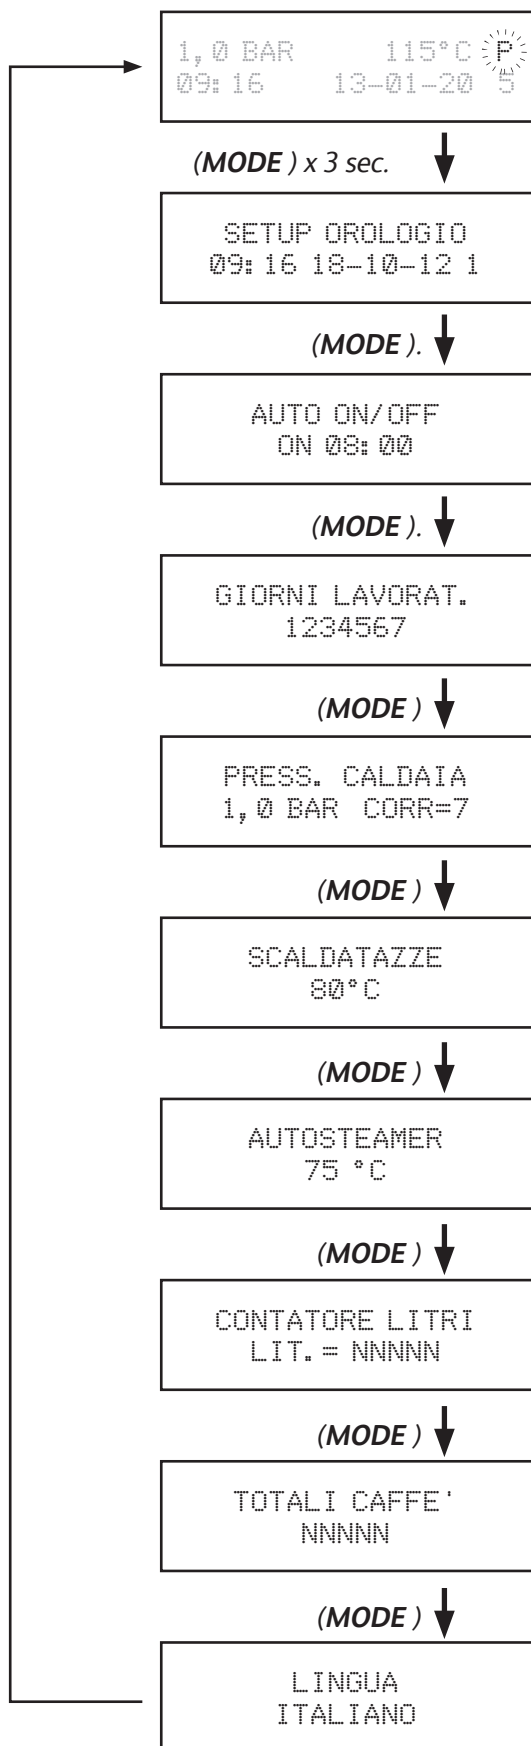 1,0 BAR 115°C P
09:16 13-01-20 5
(MODE ) x 3 sec.
SETUP OROLOGIO
09:16 18-10-12 1
(MODE ).
AUTO ON/OFF
ON 08:00
(MODE ).
GIORNI LAVORAT.
1234567
(MODE )
PRESS. CALDAIA
1,0 BAR CORR=7
(MODE )
SCALDATAZZE
80°C
(MODE )
AUTOSTEAMER
75 °C
(MODE )
CONTATORE LITRI
LIT. = NNNNN
(MODE )
TOTALI CAFFE'
NNNNN
(MODE )
LINGUA
ITALIANO